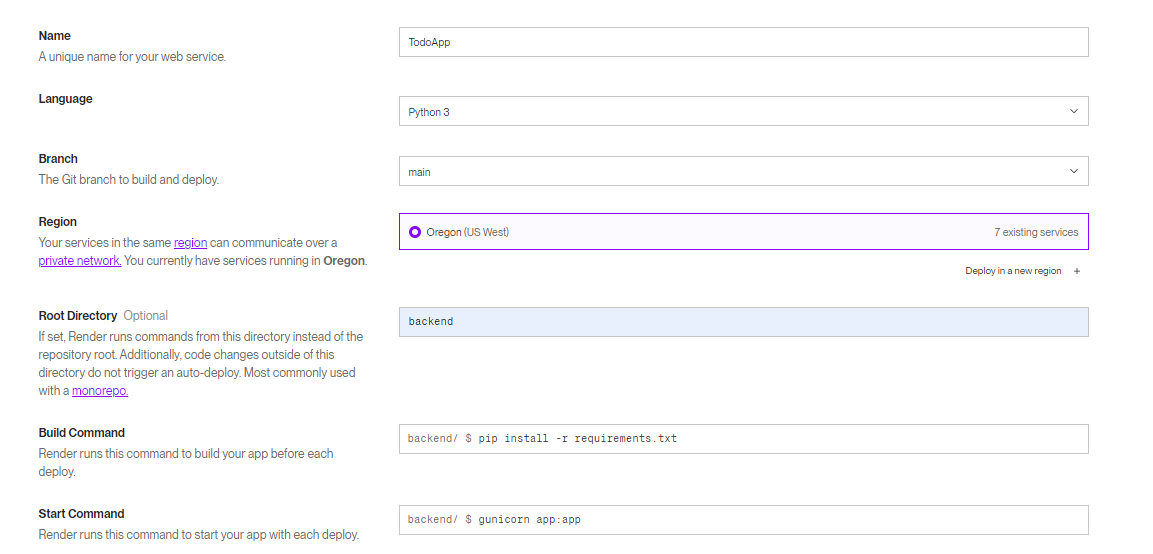 Name
A unique name for your web service.
TodoApp
Language
Python 3
Branch
The Git branch to build and deploy.
main
Region
Your services in the same region can communicate over a
private network. You currently have services running in Oregon.
Oregon (US West) 7 existing services
Deploy in a new region +
Root Directory Optional
If set, Render runs commands from this directory instead of the
repository root. Additionally, code changes outside of this
directory do not trigger an auto-deploy. Most commonly used
with a monorepo.
backend
Build Command
Render runs this command to build your app before each
deploy.
backend/ $ pip install -r requirements.txt
Start Command
Render runs this command to start your app with each deploy.
backend/ $ gunicorn app:app